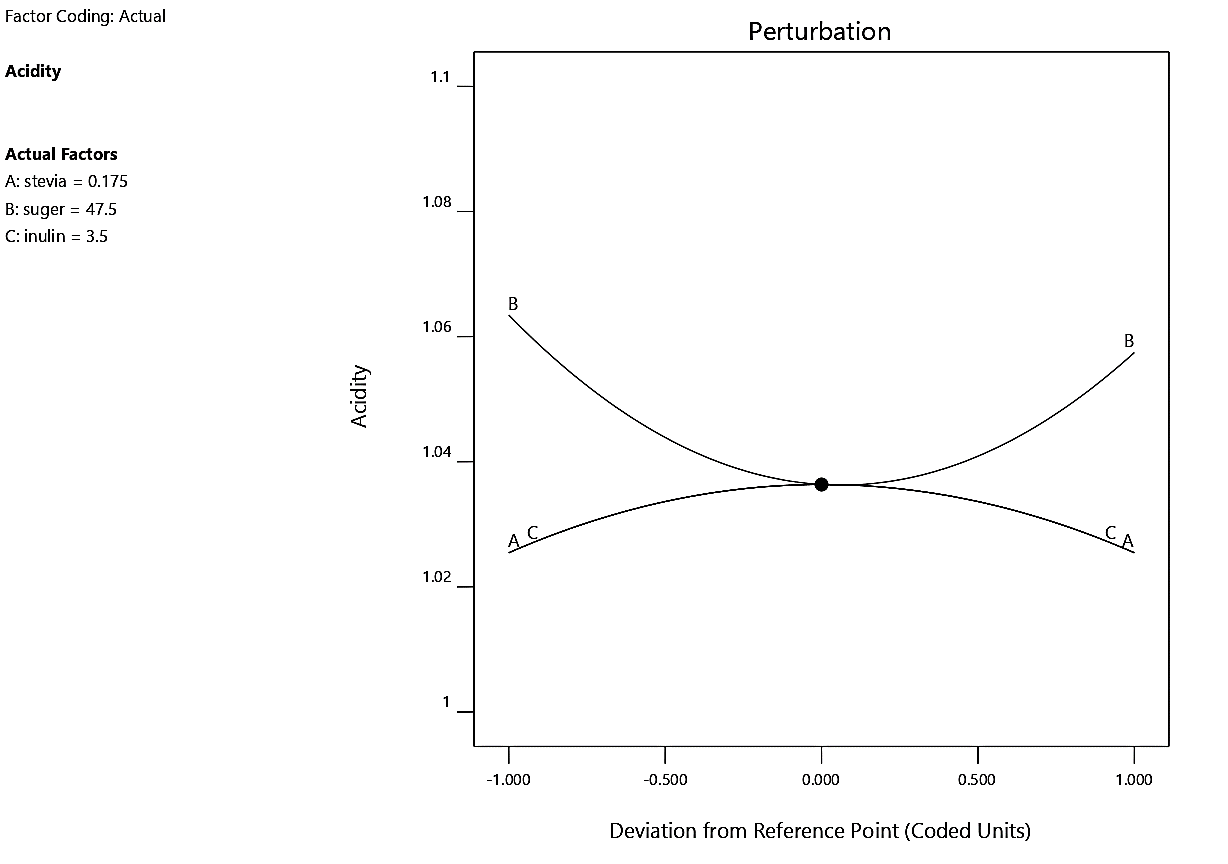 Factor Coding: Actual
Acidity
Actual Factors
A: stevia = 0.175
B: suger = 47.5
C: inulin = 3.5
Perturbation
1.1
1.08
1.06
1.04
1.02
1
Acidity
B
B
A C
C A
-1.000 -0.500 0.000 0.500 1.000
Deviation from Reference Point (Coded Units)